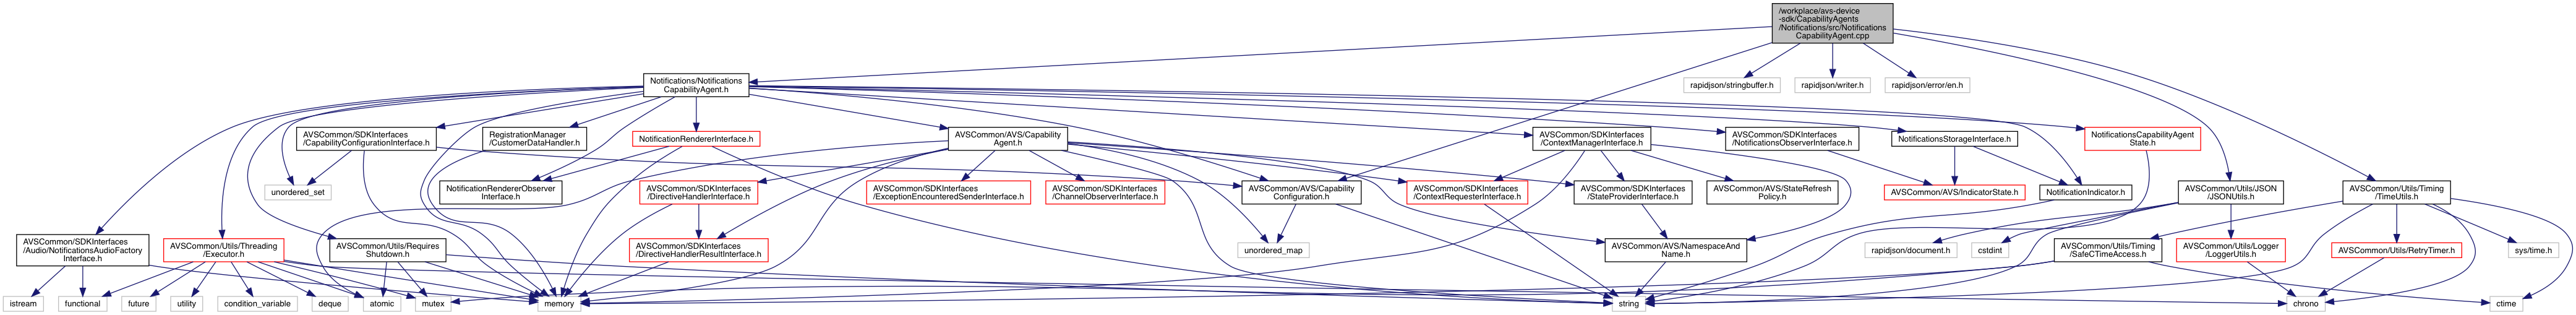 /workplace/avs-device
-sdk/CapabilityAgents
/Notifications/src/Notifications
CapabilityAgent.cpp
Notifications/Notifications
CapabilityAgent.h
rapidjson/stringbuffer.h
rapidjson/writer.h
rapidjson/error/en.h
AVSCommon/SDKInterfaces
/CapabilityConfigurationInterface.h
RegistrationManager
/CustomerDataHandler.h
NotificationRendererInterface.h
AVSCommon/AVS/Capability
Agent.h
AVSCommon/SDKInterfaces
/ContextManagerInterface.h
AVSCommon/SDKInterfaces
/NotificationsObserverInterface.h
NotificationsStorageInterface.h
NotificationsCapabilityAgent
State.h
unordered_set
NotificationRendererObserver
Interface.h
AVSCommon/SDKInterfaces
/DirectiveHandlerInterface.h
AVSCommon/SDKInterfaces
/ExceptionEncounteredSenderInterface.h
AVSCommon/SDKInterfaces
/ChannelObserverInterface.h
AVSCommon/AVS/Capability
Configuration.h
AVSCommon/SDKInterfaces
/ContextRequesterInterface.h
AVSCommon/SDKInterfaces
/StateProviderInterface.h
AVSCommon/AVS/StateRefresh
Policy.h
AVSCommon/AVS/IndicatorState.h
NotificationIndicator.h
AVSCommon/Utils/JSON
/JSONUtils.h
AVSCommon/Utils/Timing
/TimeUtils.h
AVSCommon/SDKInterfaces
/Audio/NotificationsAudioFactory
Interface.h
AVSCommon/Utils/Threading
/Executor.h
AVSCommon/Utils/Requires
Shutdown.h
AVSCommon/SDKInterfaces
/DirectiveHandlerResultInterface.h
unordered_map
AVSCommon/AVS/NamespaceAnd
Name.h
rapidjson/document.h
cstdint
AVSCommon/Utils/Timing
/SafeCTimeAccess.h
AVSCommon/Utils/Logger
/LoggerUtils.h
AVSCommon/Utils/RetryTimer.h
sys/time.h
istream
functional
future
utility
condition_variable
deque
atomic
mutex
memory
string
chrono
ctime